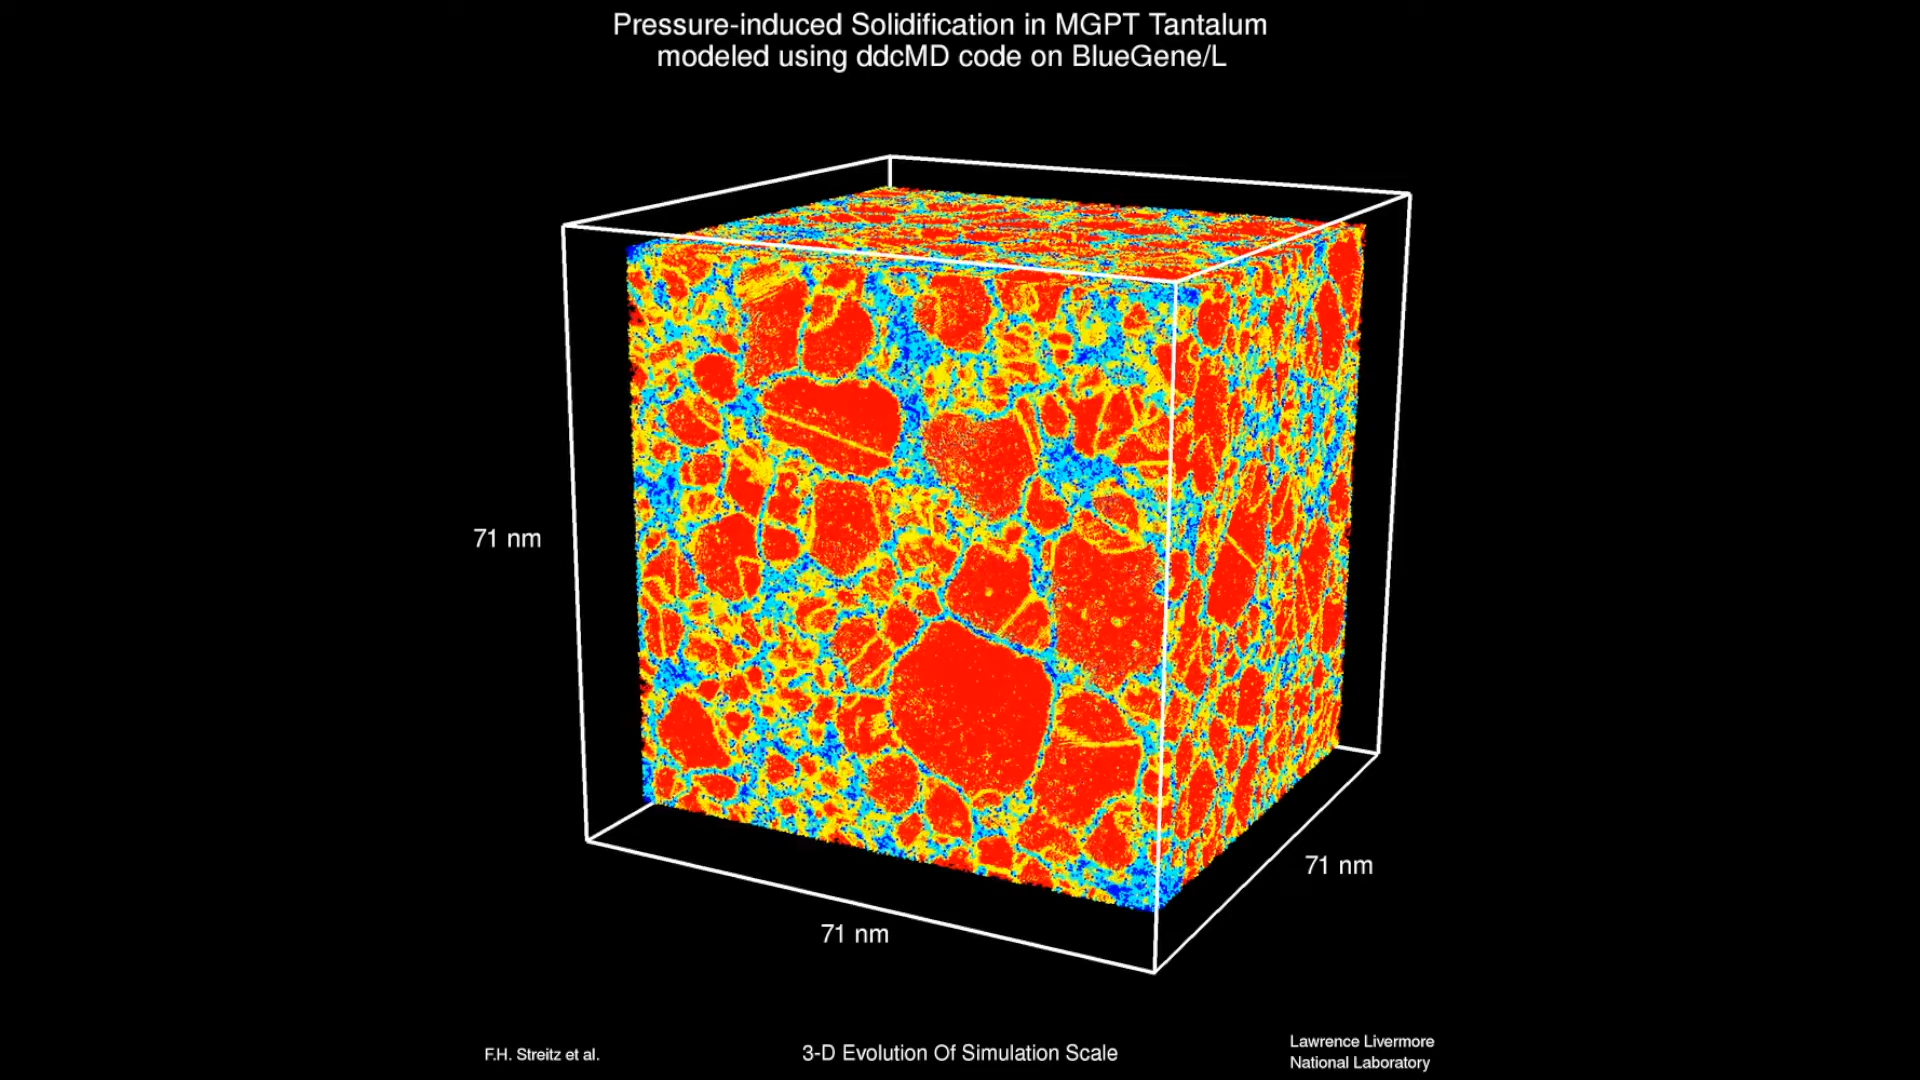 Pressure-induced Solidification in MGPT Tantalum
modeled using ddcMD code on BlueGene/L
71 nm
71 nm
71 nm
F.H. Streitz et al.
3-D Evolution Of Simulation Scale
Lawrence Livermore
National Laboratory